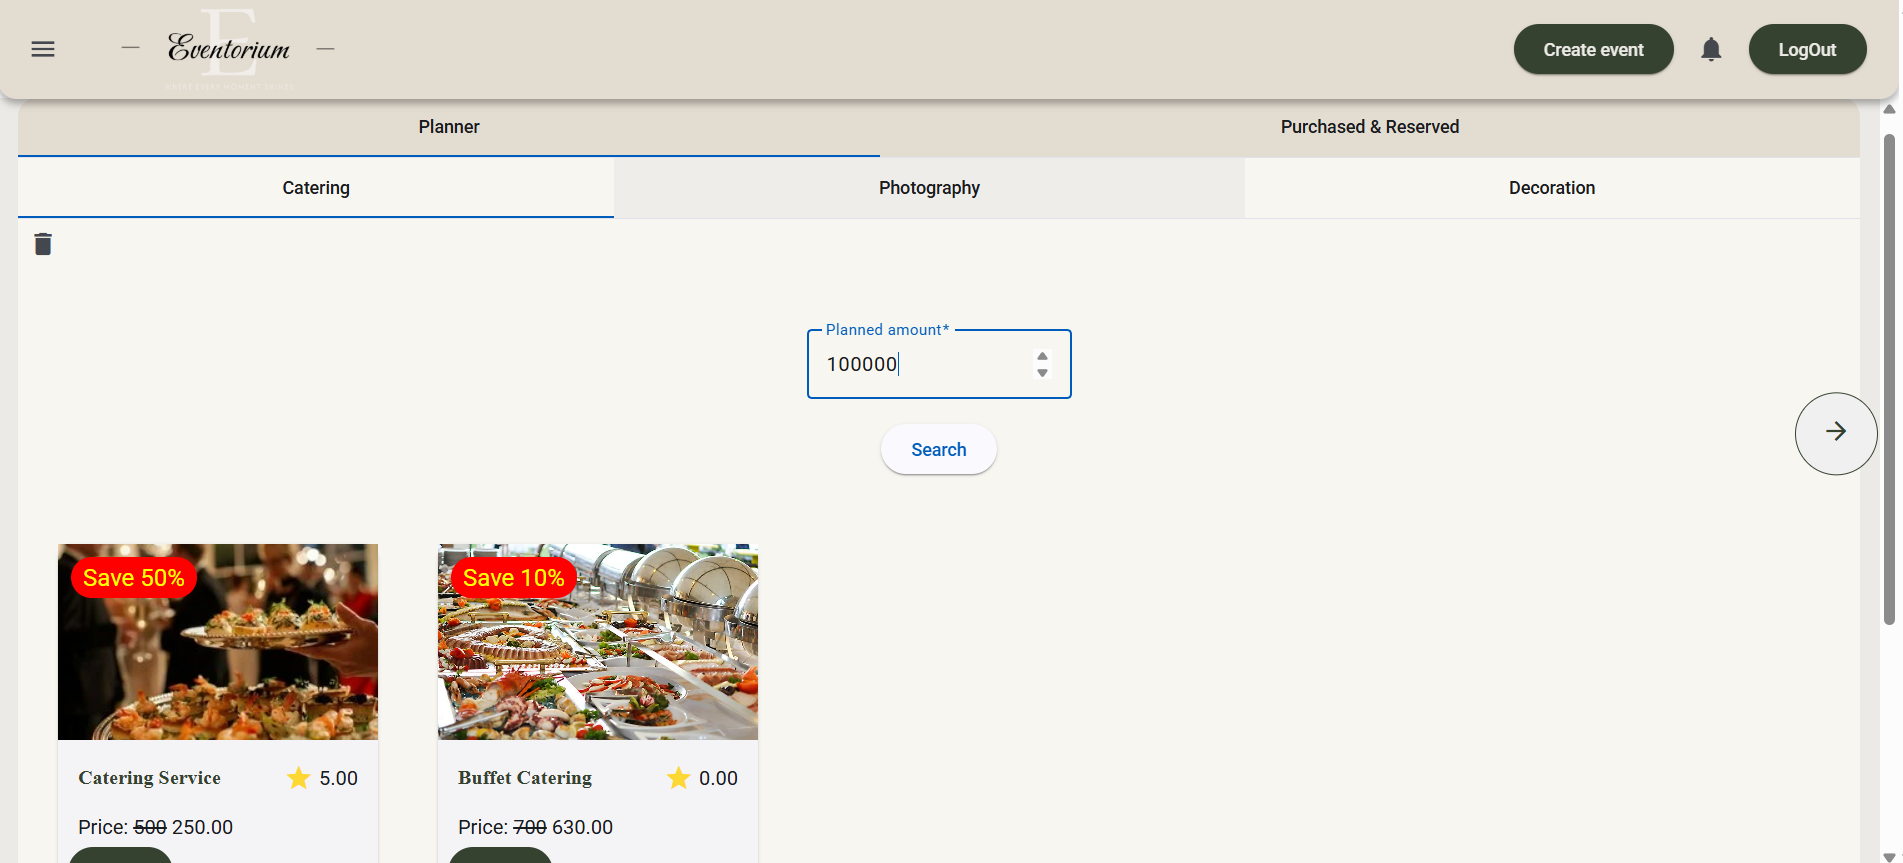 E
Eventorium
Create event
LogOut
Planner
Purchased & Reserved
Catering
Photography
Decoration
Planned amount*
100000
Search
Save 50%
Save 10%
Catering Service
5.00
Buffet Catering
0.00
Price: 500 250.00
Price: 700 630.00